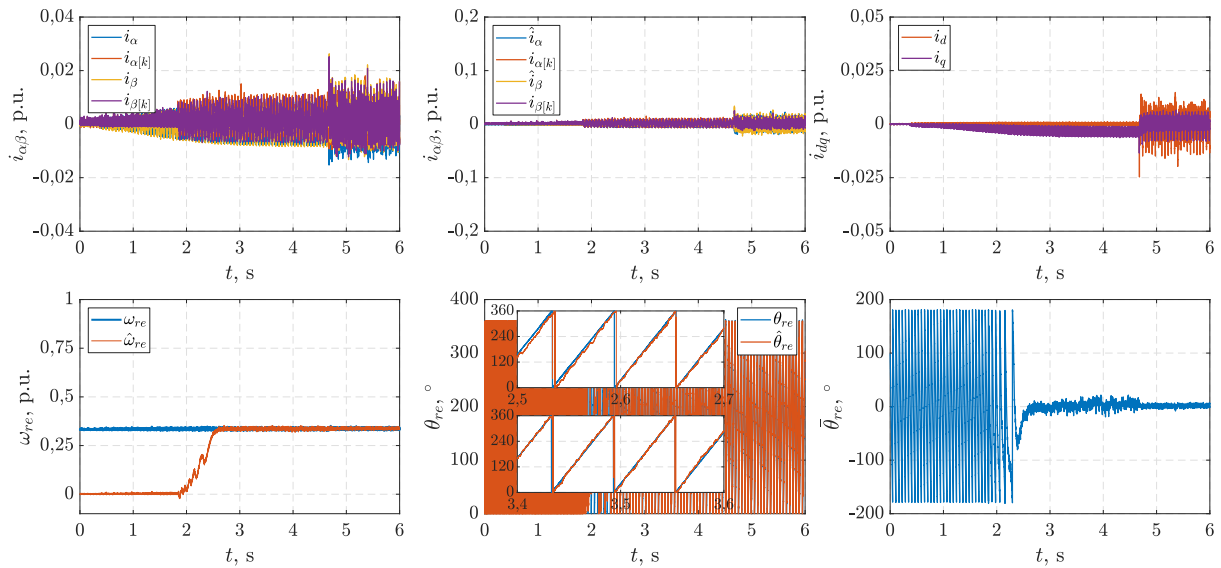 0,04
0,02
0
-0,02
-0,04
i_α
i_α[k]
i_β
i_β[k]
i_αβ, p.u.
0 1 2 3 4 5 6
t, s
0,2
0,1
0
-0,1
-0,2
î_α
i_α[k]
î_β
i_β[k]
i_αβ, p.u.
0 1 2 3 4 5 6
t, s
0,05
0,025
0
-0,025
-0,05
i_d
i_q
i_dq, p.u.
0 1 2 3 4 5 6
t, s
1
0,75
0,5
0,25
0
ω_re
ω̂_re
ω_re, p.u.
0 1 2 3 4 5 6
t, s
400
300
200
100
0
360
240
120
0
2,5 2,6 2,7
360
240
120
0
3,4 3,5 3,6
θ_re
θ̂_re
θ_re, °
0 1 2 3 4 5 6
t, s
200
100
0
-100
-200
θ̄_re, °
0 1 2 3 4 5 6
t, s